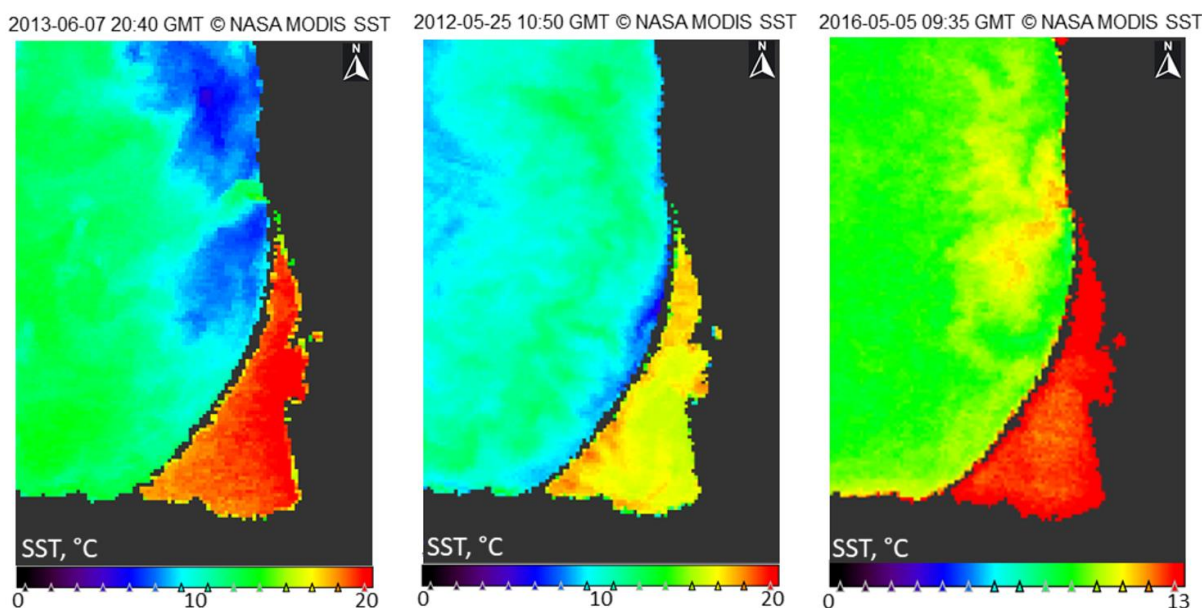 2013-06-07 20:40 GMT © NASA MODIS SST
2012-05-25 10:50 GMT © NASA MODIS SST
2016-05-05 09:35 GMT © NASA MODIS SST
N
N
N
SST, °C
SST, °C
SST, °C
0 20
0 10 20
0 13